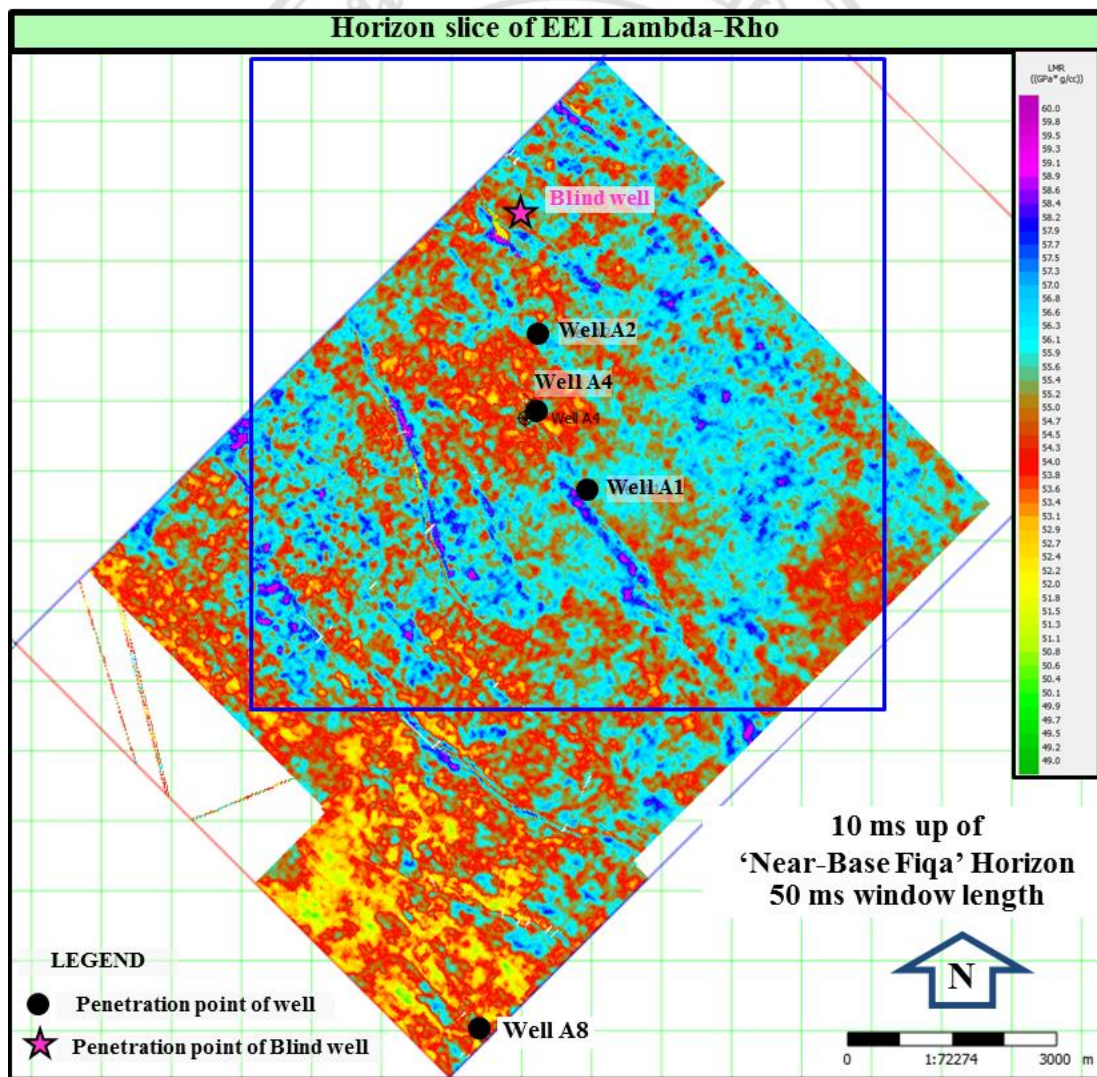 Horizon slice of EEI Lambda-Rho
LMR
((GPa* g/cc))
60.0
59.8
59.5
59.3
59.1
58.9
58.6
58.4
58.2
57.9
57.7
57.5
57.3
57.0
56.8
56.6
56.3
56.1
55.9
55.6
55.4
55.2
55.0
54.7
54.5
54.3
54.0
53.8
53.6
53.4
53.1
52.9
52.7
52.4
52.2
52.0
51.8
51.5
51.3
51.1
50.8
50.6
50.4
50.1
49.9
49.7
49.5
49.2
49.0
Blind well
Well A2
Well A4
Well A4
Well A1
10 ms up of
‘Near-Base Fiqa’ Horizon
50 ms window length
N
LEGEND
Penetration point of well
Penetration point of Blind well
Well A8
0 1:72274 3000 m